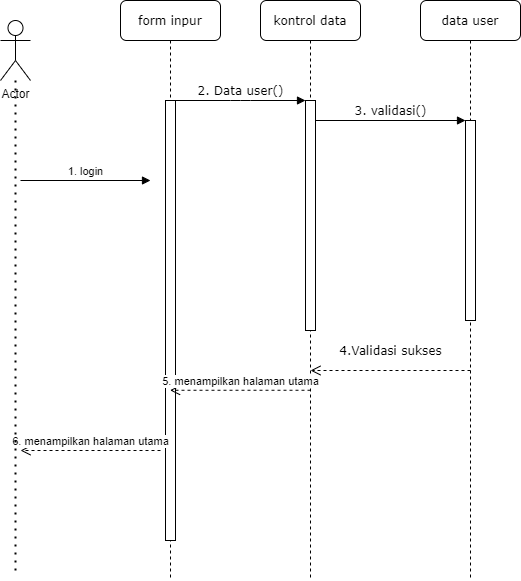 form inpur
kontrol data
data user
Actor
2. Data user()
3. validasi()
1. login
4.Validasi sukses
5. menampilkan halaman utama
6. menampilkan halaman utama